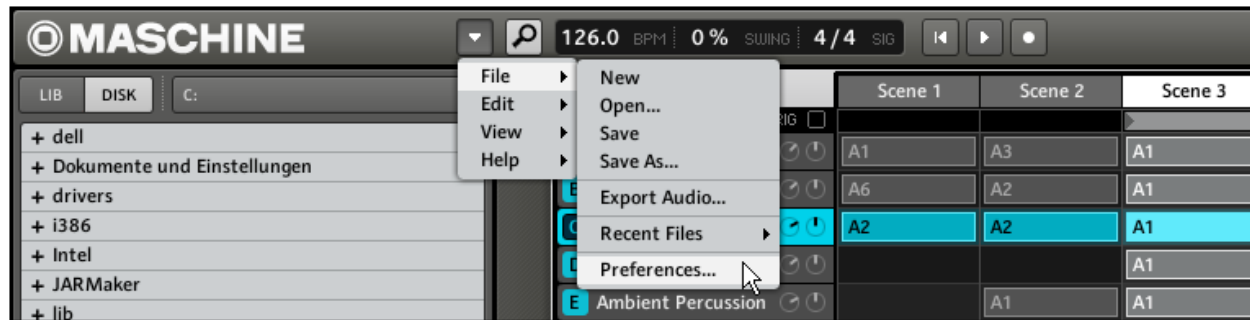 MASCHINE
126.0 BPM 0% SWING 4/4 SIG
LIB DISK C:
+ dell
+ Dokumente und Einstellungen
+ drivers
+ i386
+ Intel
+ JARMaker
+ lib
File
Edit
View
Help
New
Open...
Save
Save As...
Export Audio...
Recent Files
Preferences...
E Ambient Percussion
Scene 1 Scene 2 Scene 3
A1 A3 A1
A6 A2 A1
A2 A2 A1
A1
A1 A1